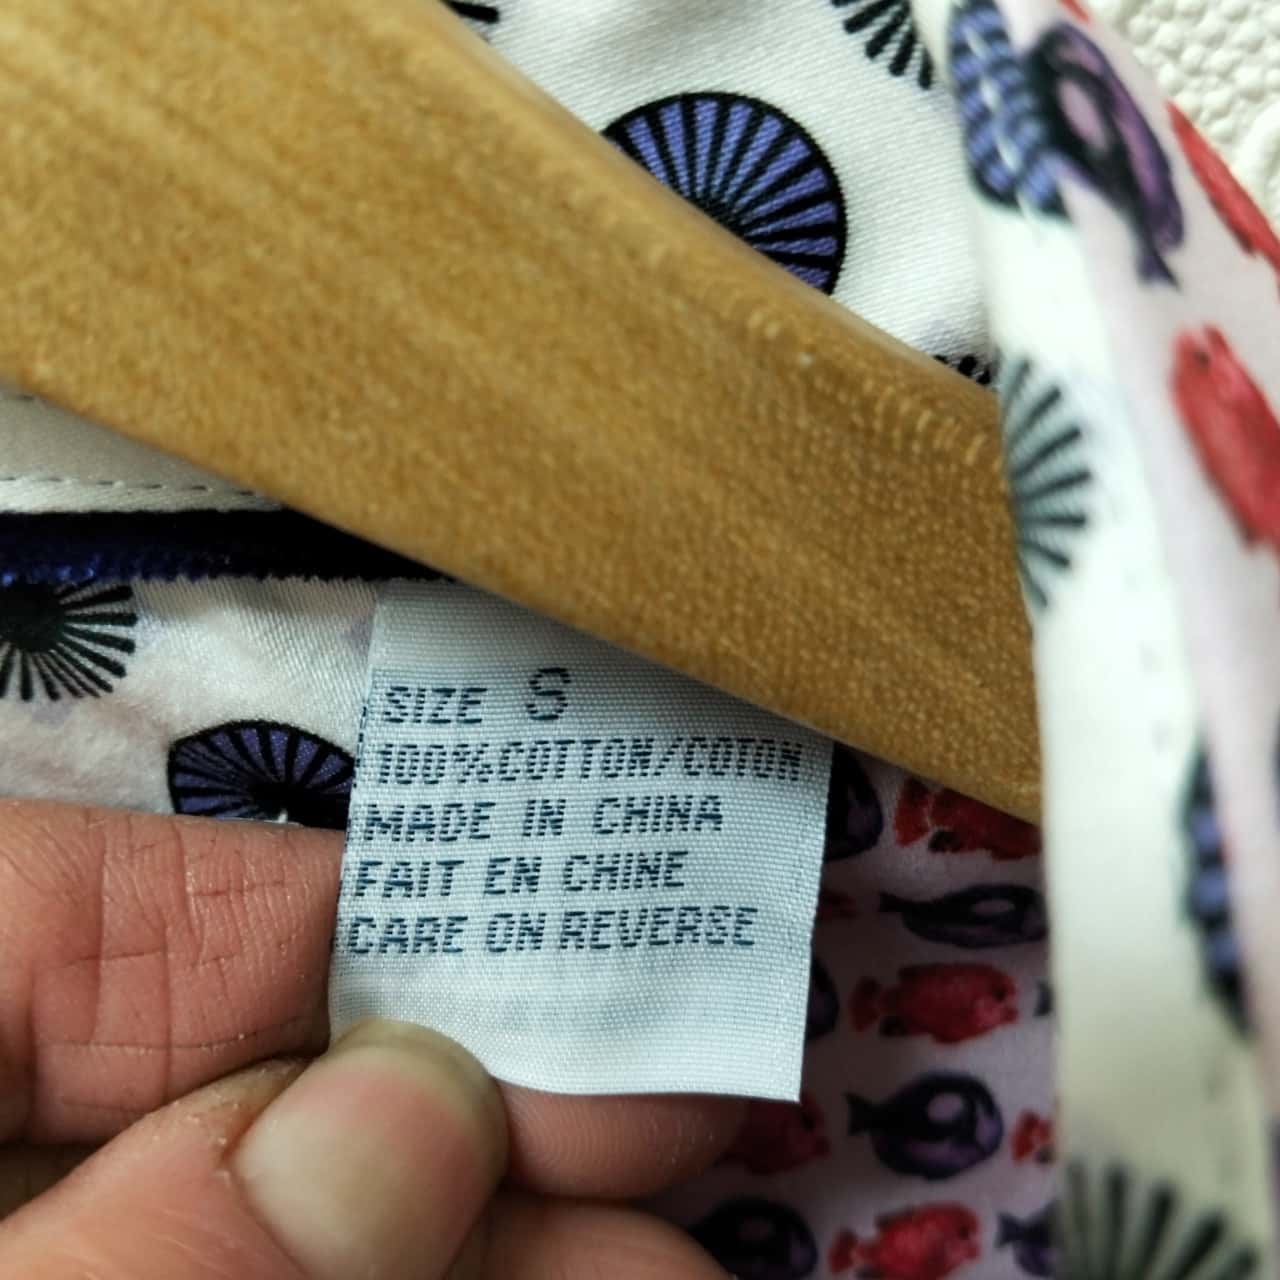 SIZE S
100%COTTON/COTON
MADE IN CHINA
FAIT EN CHINE
CARE ON REVERSE